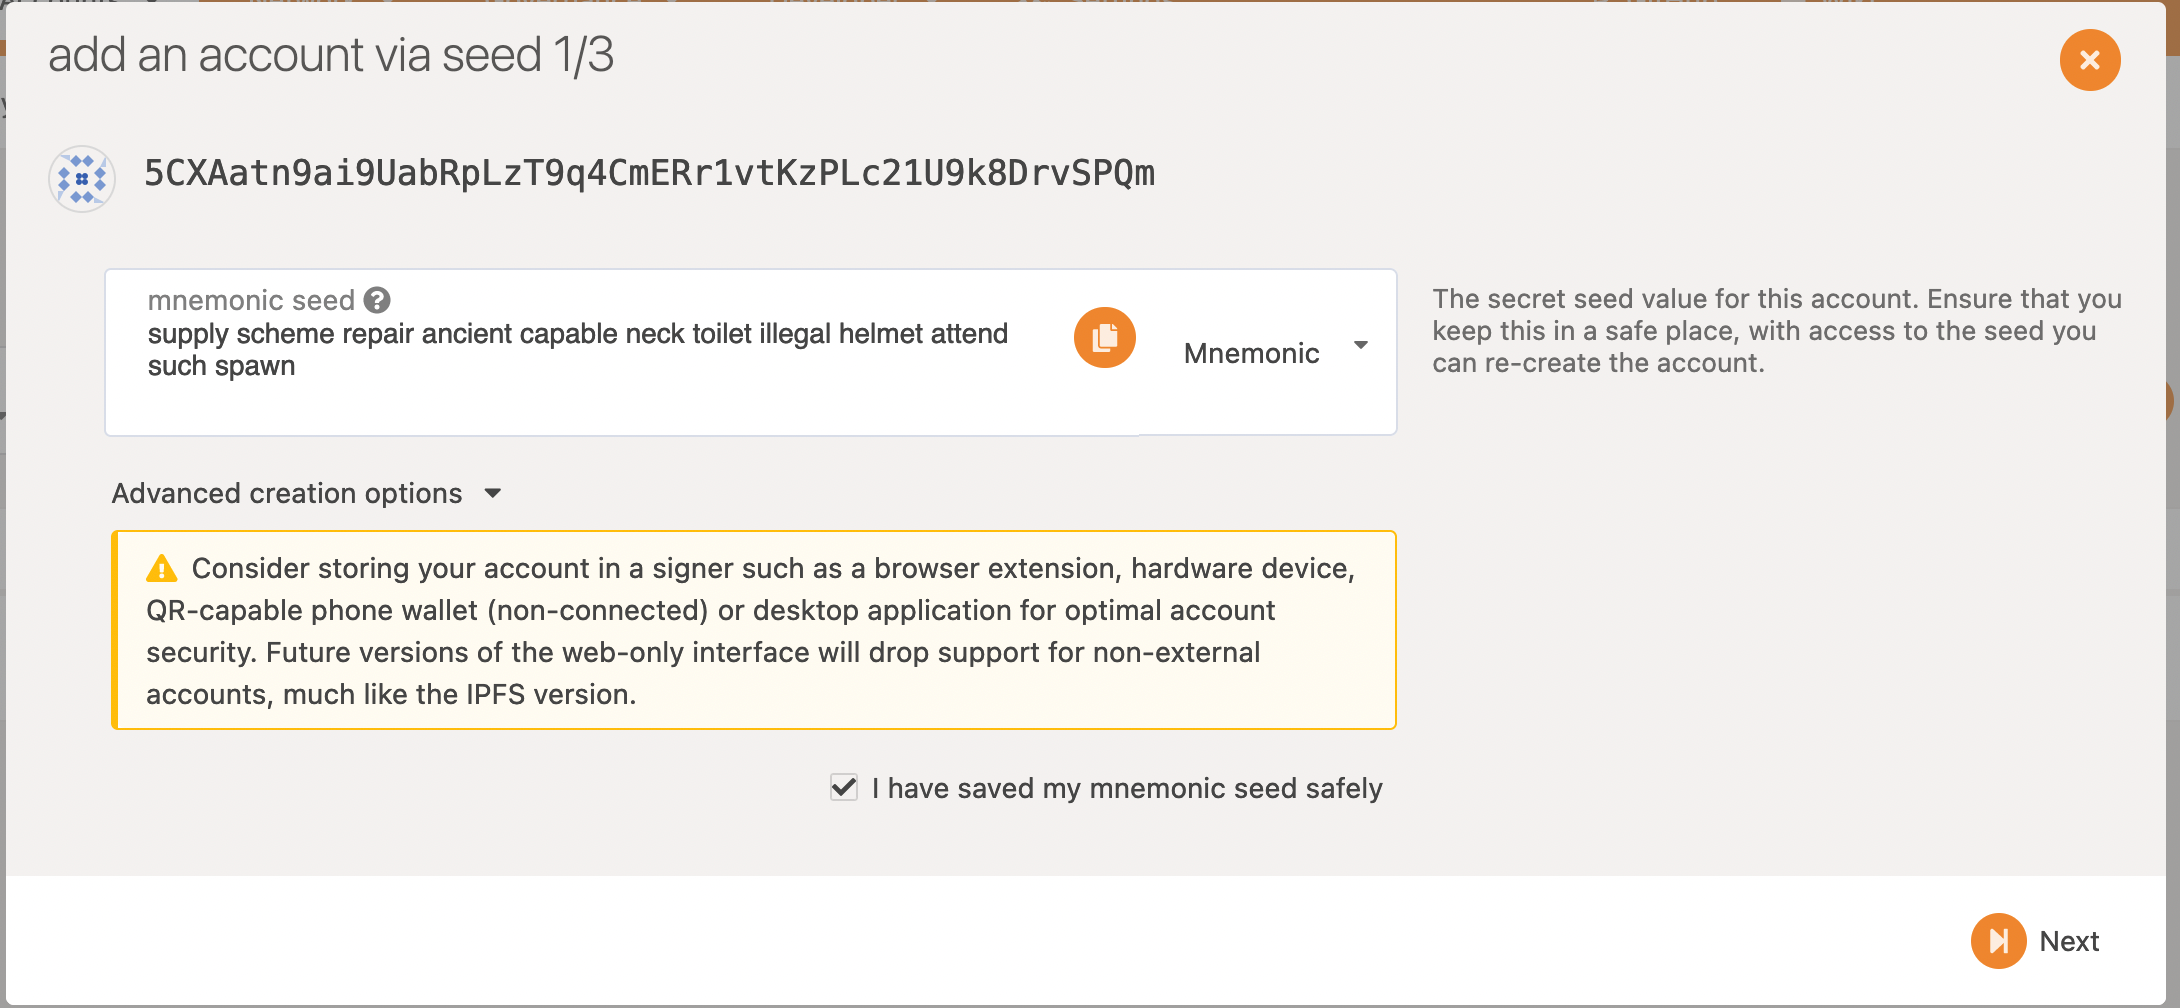 add an account via seed 1/3
5CXAatn9ai9UabRpLzT9q4CmERr1vtKzPLc21U9k8DrvSPQm
mnemonic seed
supply scheme repair ancient capable neck toilet illegal helmet attend
such spawn
Mnemonic
The secret seed value for this account. Ensure that you
keep this in a safe place, with access to the seed you
can re-create the account.
Advanced creation options
Consider storing your account in a signer such as a browser extension, hardware device,
QR-capable phone wallet (non-connected) or desktop application for optimal account
security. Future versions of the web-only interface will drop support for non-external
accounts, much like the IPFS version.
I have saved my mnemonic seed safely
Next